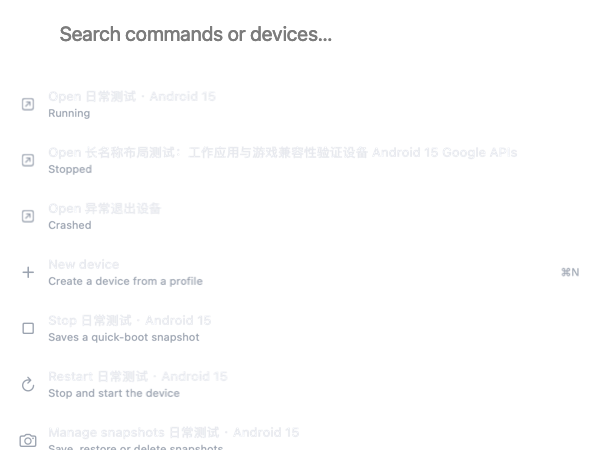 Search commands or devices...
Open 日常测试 · Android 15
Running
Open 长名称布局测试：工作应用与游戏兼容性验证设备 Android 15 Google APIs
Stopped
Open 异常退出设备
Crashed
New device
⌘N
Create a device from a profile
Stop 日常测试 · Android 15
Saves a quick-boot snapshot
Restart 日常测试 · Android 15
Stop and start the device
Manage snapshots 日常测试 · Android 15
Save, restore or delete snapshots